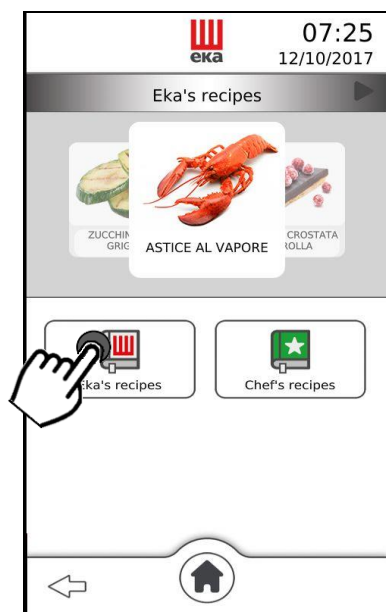 eka
07:25
12/10/2017
Eka's recipes
ZUCCHIN
GRIG
ASTICE AL VAPORE
CROSTATA
ROLLA
ka's recipes
Chef's recipes